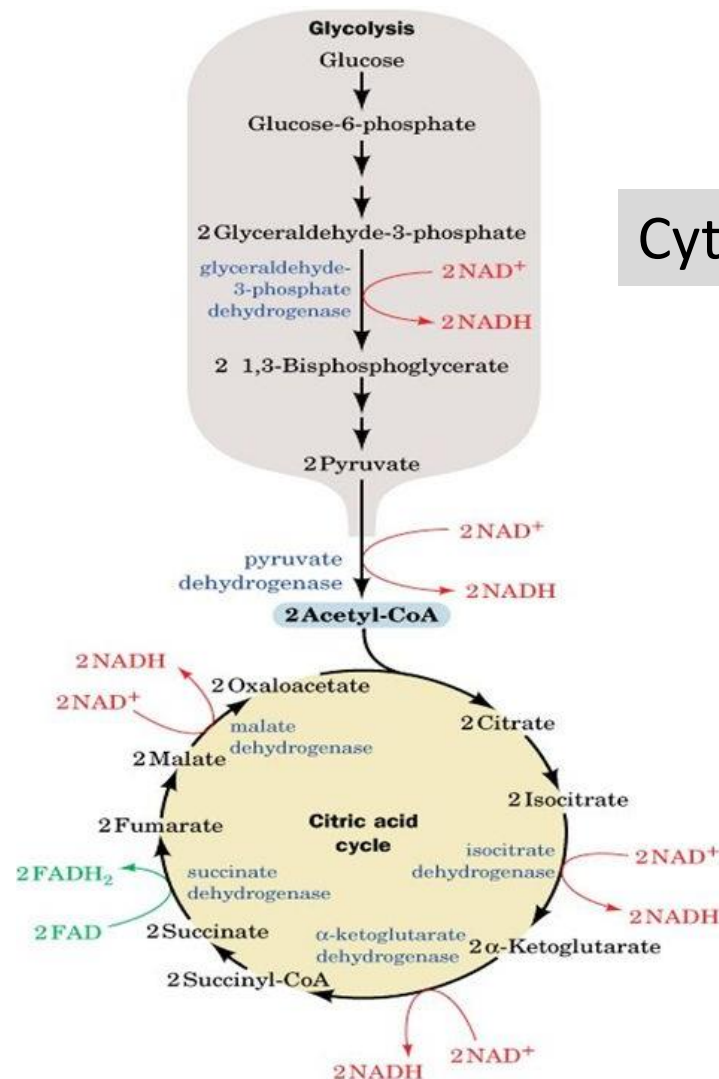 Glycolysis
Glucose
Glucose-6-phosphate
2 Glyceraldehyde-3-phosphate
glyceraldehyde-
3-phosphate
dehydrogenase
2 NAD⁺
2 NADH
2 1,3-Bisphosphoglycerate
2 Pyruvate
pyruvate
dehydrogenase
2 NAD⁺
2 NADH
2 Acetyl-CoA
2 Oxaloacetate
2 Citrate
2 Isocitrate
isocitrate
dehydrogenase
2 NAD⁺
2 NADH
2 α-Ketoglutarate
α-ketoglutarate
dehydrogenase
2 NAD⁺
2 NADH
2 Succinyl-CoA
2 Succinate
succinate
dehydrogenase
2 FAD
2 FADH₂
2 Fumarate
2 Malate
malate
dehydrogenase
2 NAD⁺
2 NADH
Citric acid
cycle
Cyt